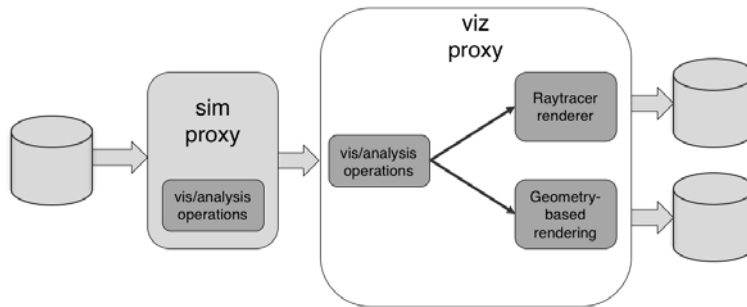 viz
proxy
sim
proxy
vis/analysis
operations
vis/analysis
operations
Raytracer
renderer
Geometry-
based
rendering